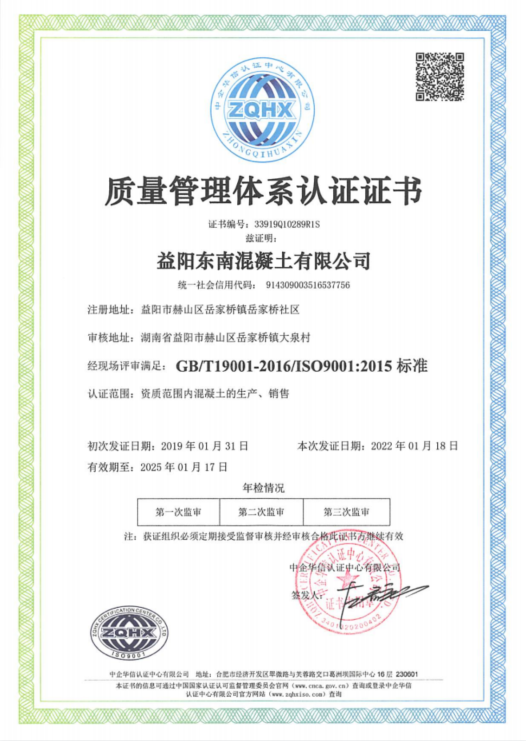 中企华信认证中心有限公司
ZQHX
ZHONGQIHUAXIN
质量管理体系认证证书
证书编号：33919Q10289R1S
兹证明：
益阳东南混凝土有限公司
统一社会信用代码： 914309003516537756
注册地址：益阳市赫山区岳家桥镇岳家桥社区
审核地址：湖南省益阳市赫山区岳家桥镇大泉村
经现场评审满足：GB/T19001-2016/ISO9001:2015 标准
认证范围：资质范围内混凝土的生产、销售
初次发证日期：2019 年 01 月 31 日 本次发证日期：2022 年 01 月 18 日
有效期至：2025 年 01 月 17 日
年检情况
第一次监审 第二次监审 第三次监审
注：获证组织必须定期接受监督审核并经审核合格此证书方继续有效
中企华信认证中心有限公司
签发人：
ZQHX CERTIFICATION CENTER CO., LTD
ZQHX
ISO9001
中企华信认证中心有限公司 地址：合肥市经济开发区翠微路与芙蓉路交口葛洲坝国际中心 16 层 230601
本证书的信息可通过中国国家认证认可监督管理委员会官网（www.cnca.gov.cn）查询或登录中企华信
认证中心有限公司官方网站（www.zqhxiso.com）查询